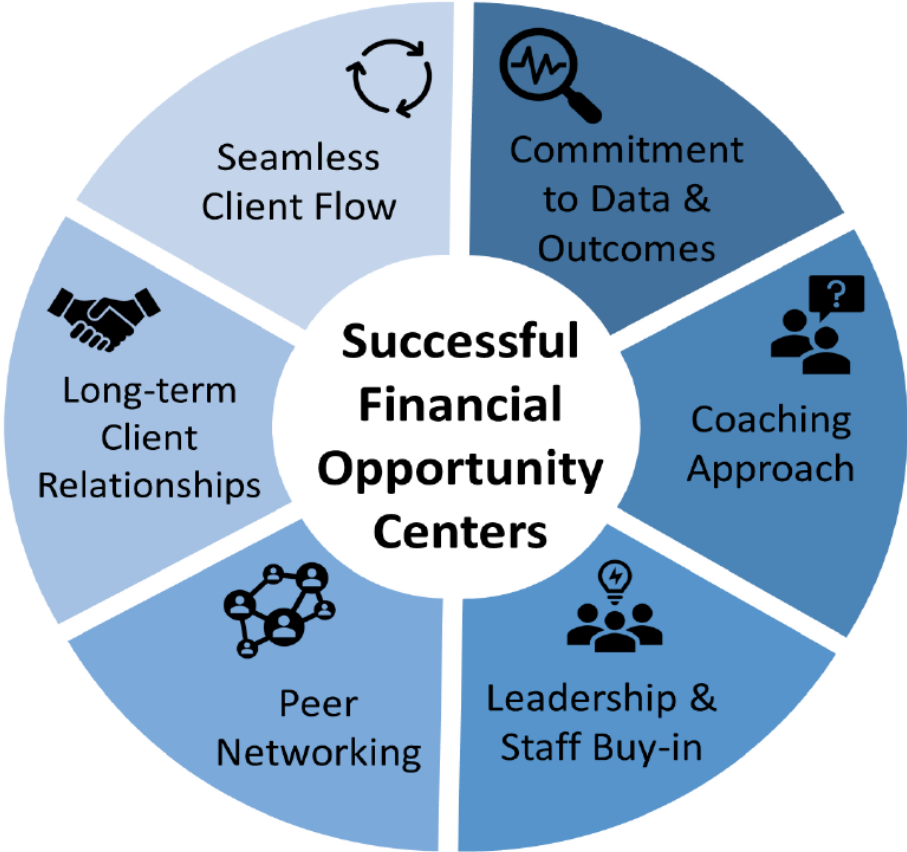 Seamless
Client Flow
Commitment
to Data &
Outcomes
?
Coaching
Approach
Leadership &
Staff Buy-in
Peer
Networking
Long-term
Client
Relationships
Successful
Financial
Opportunity
Centers